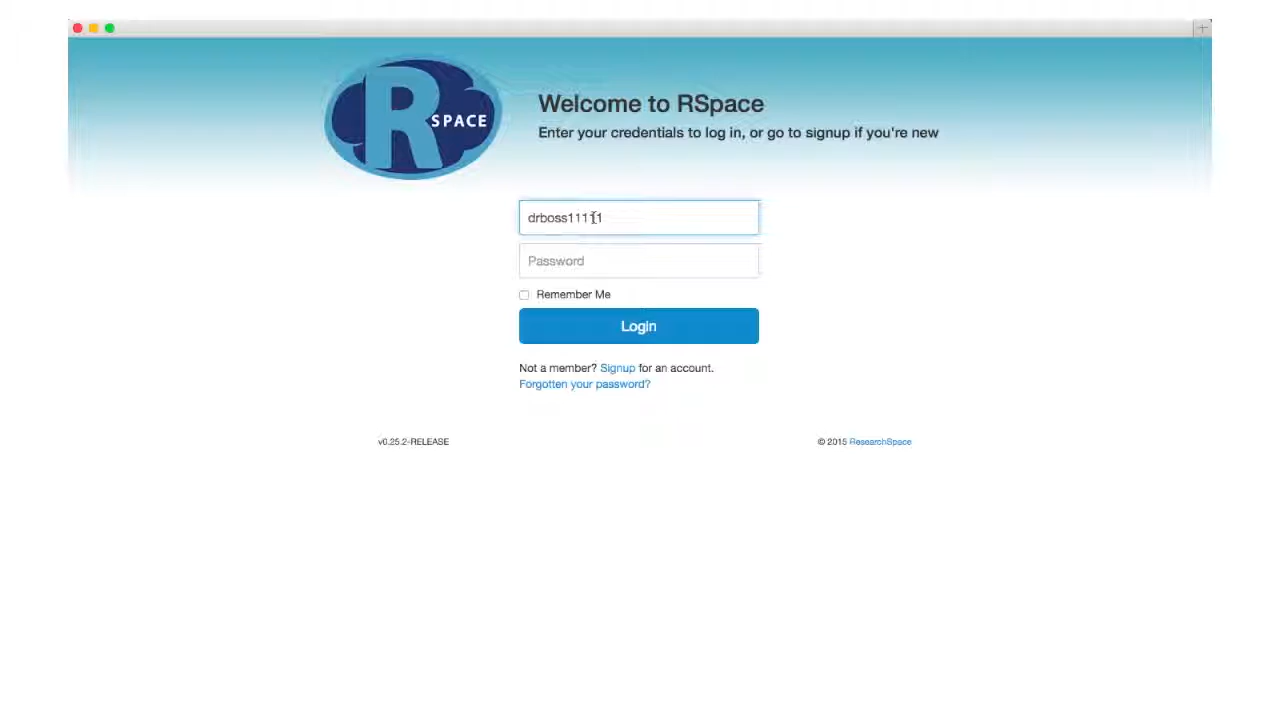 R SPACE
Welcome to RSpace
Enter your credentials to log in, or go to signup if you're new
drboss11111
Password
Remember Me
Login
Not a member? Signup for an account.
Forgotten your password?
v0.25.2-RELEASE
© 2015 ResearchSpace